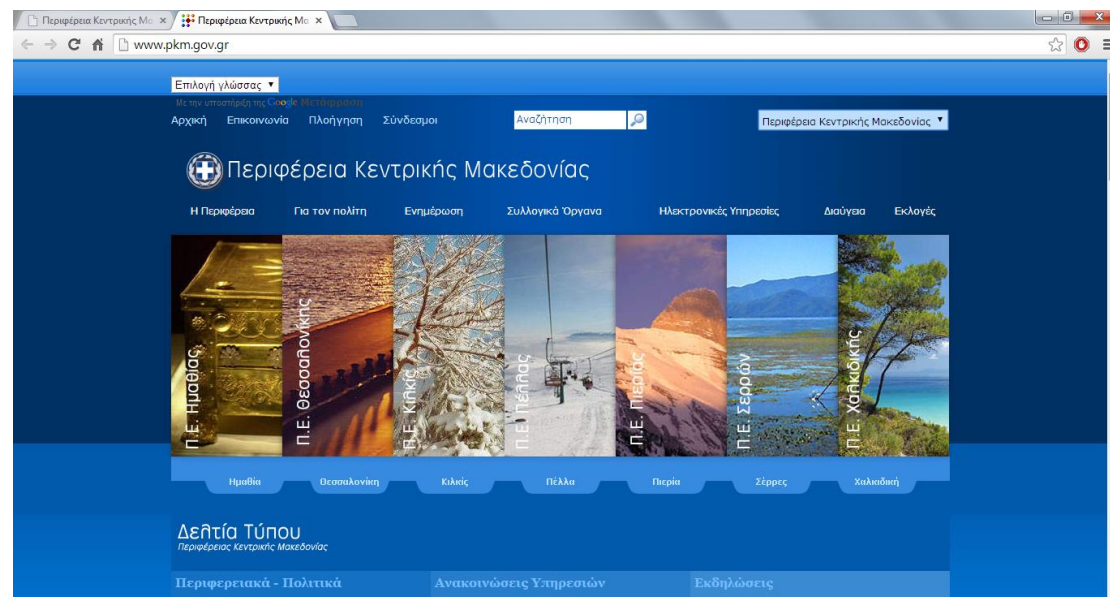 Περιφέρεια Κεντρικής Μα
Περιφέρεια Κεντρικής Μα
www.pkm.gov.gr
Επιλογή γλώσσας
Με την υποστήριξη της Google Μετάφραση
Αρχική Επικοινωνία Πλοήγηση Σύνδεσμοι Αναζήτηση Περιφέρεια Κεντρικής Μακεδονίας
Περιφέρεια Κεντρικής Μακεδονίας
Η Περιφέρεια Για τον πολίτη Ενημέρωση Συλλογικά Όργανα Ηλεκτρονικές Υπηρεσίες Διαύγεια Εκλογές
Π.Ε. Ημαθίας
Π.Ε. Θεσσαλονίκης
Π.Ε. Κιλκίς
Π.Ε. Πέλλας
Π.Ε. Πιερίας
Π.Ε. Σερρών
Π.Ε. Χαλκιδικής
Ημαθία Θεσσαλονίκη Κιλκίς Πέλλα Πιερία Σέρρες Χαλκιδική
Δελτία Τύπου
Περιφέρειας Κεντρικής Μακεδονίας
Περιφερειακά - Πολιτικά Ανακοινώσεις Υπηρεσιών Εκδηλώσεις